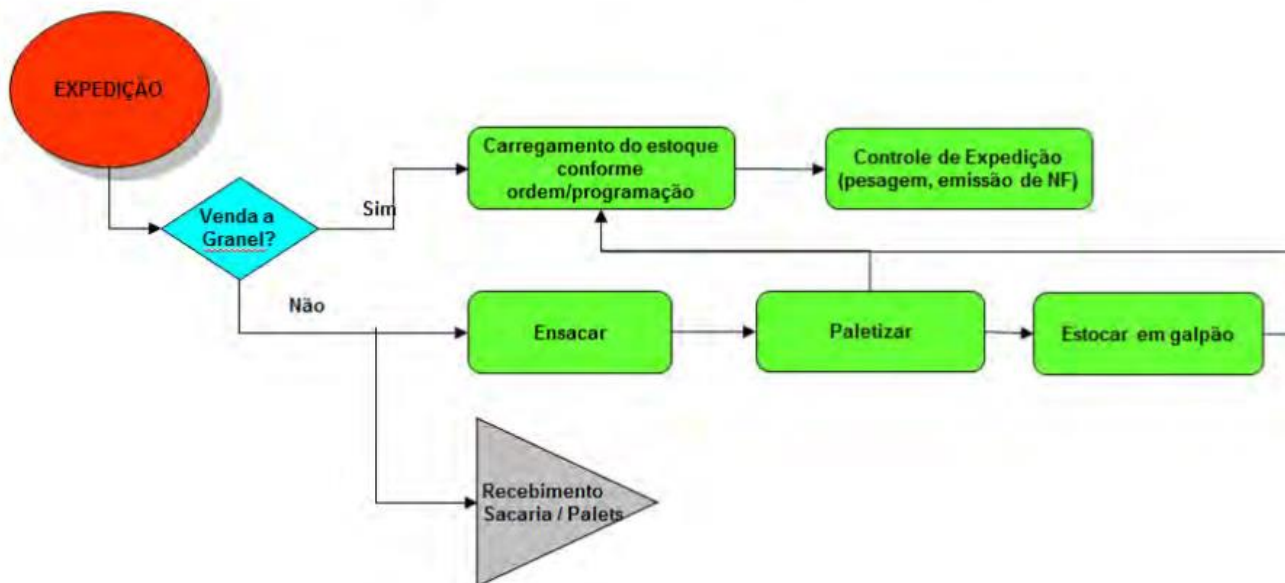 EXPEDIÇÃO
Carregamento do estoque
conforme
ordem/programação
Controle de Expedição
(pesagem, emissão de NF)
Venda a
Granel?
Sim
Não
Ensacar
Paletizar
Estocar em galpão
Recebimento
Sacaria / Palets